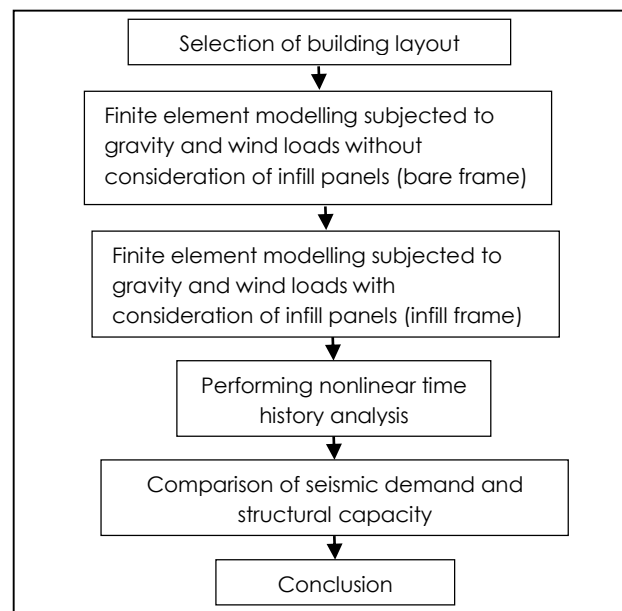 Selection of building layout
Finite element modelling subjected to
gravity and wind loads without
consideration of infill panels (bare frame)
Finite element modelling subjected to
gravity and wind loads with
consideration of infill panels (infill frame)
Performing nonlinear time
history analysis
Comparison of seismic demand and
structural capacity
Conclusion